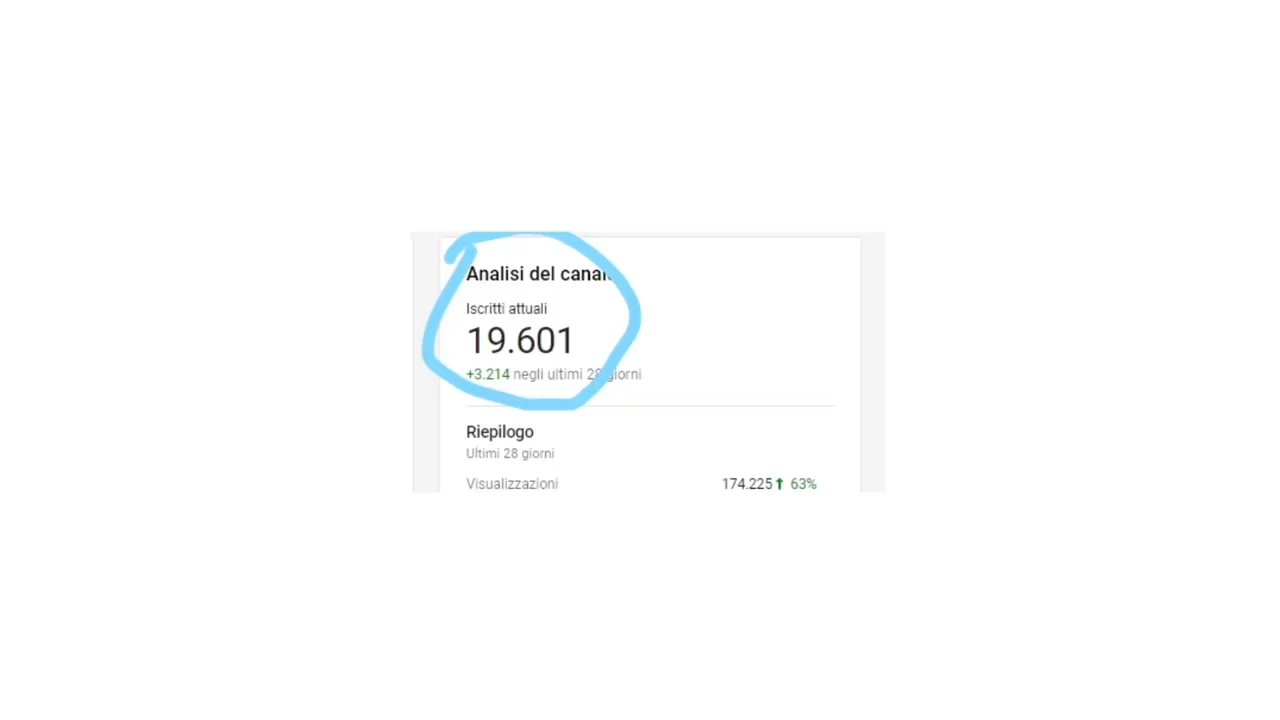 Analisi del canale
Iscritti attuali
19.601
+3.214 negli ultimi 28 giorni
Riepilogo
Ultimi 28 giorni
Visualizzazioni 174.225 63%